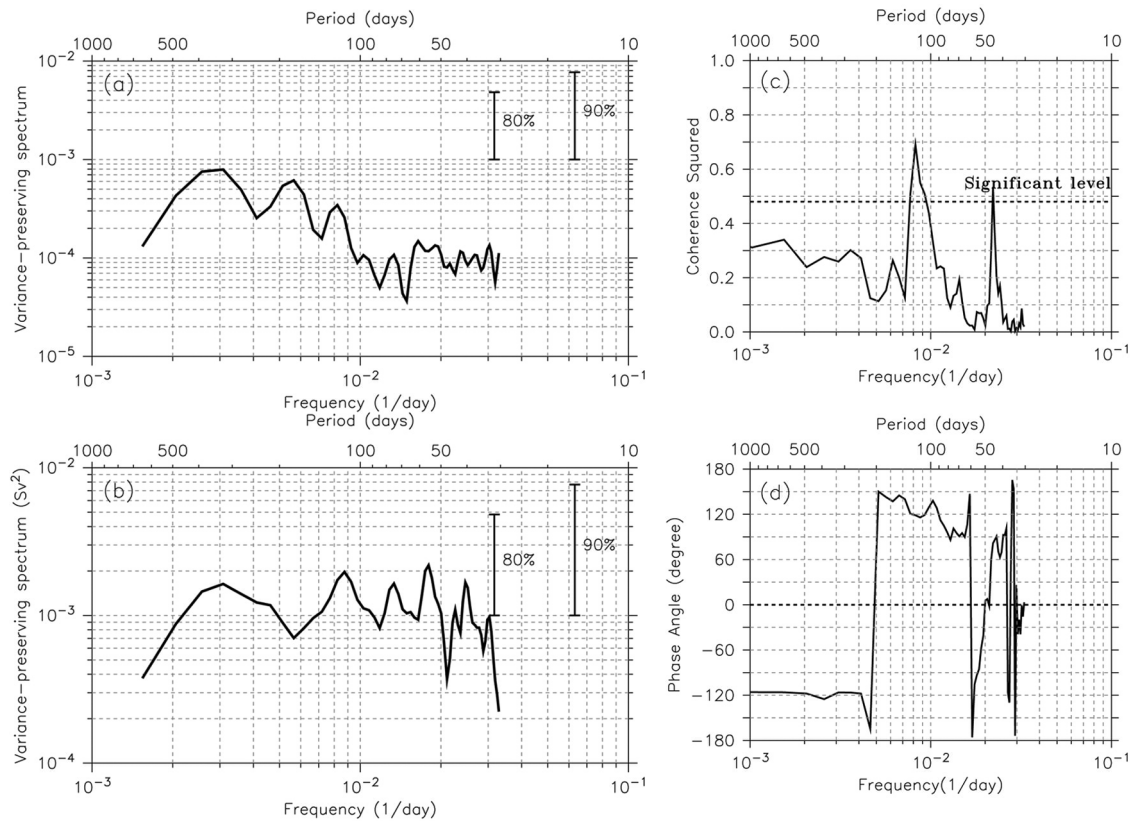 Period (days)
1000 500 100 50 10
(a)
80%
90%
Variance-preserving spectrum
10⁻²
10⁻³
10⁻⁴
10⁻⁵
10⁻³ 10⁻² 10⁻¹
Frequency (1/day)
Period (days)
1000 500 100 50 10
(b)
80%
90%
Variance-preserving spectrum (Sv²)
10⁻²
10⁻³
10⁻⁴
10⁻³ 10⁻² 10⁻¹
Frequency (1/day)
Period (days)
1000 500 100 50 10
(c)
Significant level
Coherence Squared
1.0
0.8
0.6
0.4
0.2
0.0
10⁻³ 10⁻² 10⁻¹
Frequency(1/day)
Period (days)
1000 500 100 50 10
(d)
Phase Angle (degree)
180
120
60
0
−60
−120
−180
10⁻³ 10⁻² 10⁻¹
Frequency (1/day)